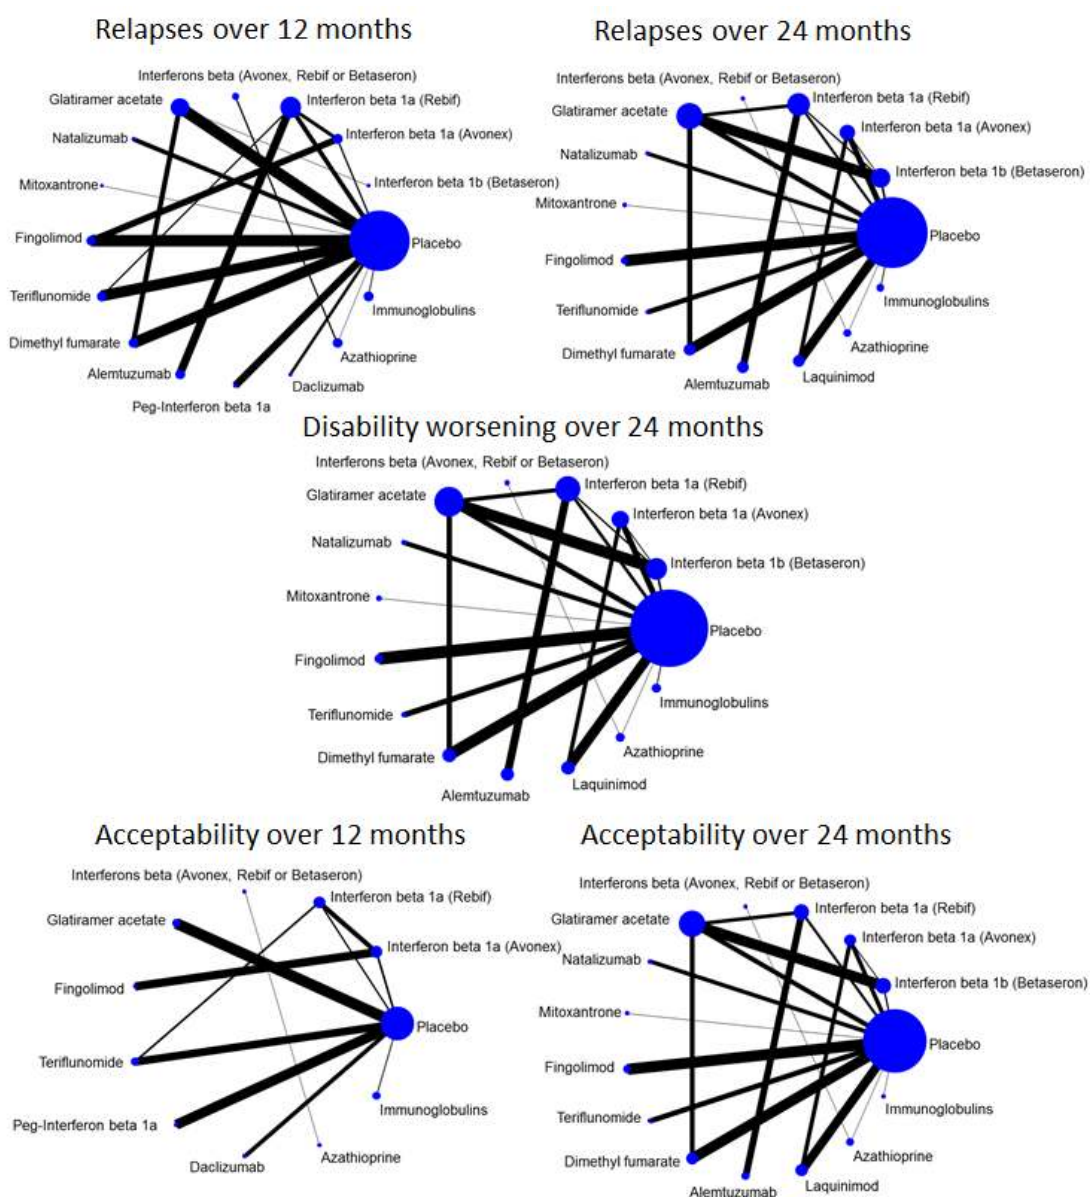 Relapses over 12 months
Interferons beta (Avonex, Rebif or Betaseron)
Glatiramer acetate
Interferon beta 1a (Rebif)
Natalizumab
Interferon beta 1a (Avonex)
Mitoxantrone
Interferon beta 1b (Betaseron)
Fingolimod
Placebo
Teriflunomide
Immunoglobulins
Dimethyl fumarate
Azathioprine
Alemtuzumab
Daclizumab
Peg-Interferon beta 1a
Relapses over 24 months
Interferons beta (Avonex, Rebif or Betaseron)
Interferon beta 1a (Rebif)
Glatiramer acetate
Interferon beta 1a (Avonex)
Natalizumab
Interferon beta 1b (Betaseron)
Mitoxantrone
Placebo
Fingolimod
Immunoglobulins
Teriflunomide
Azathioprine
Dimethyl fumarate
Laquinimod
Alemtuzumab
Disability worsening over 24 months
Interferons beta (Avonex, Rebif or Betaseron)
Interferon beta 1a (Rebif)
Glatiramer acetate
Interferon beta 1a (Avonex)
Natalizumab
Interferon beta 1b (Betaseron)
Mitoxantrone
Placebo
Fingolimod
Immunoglobulins
Teriflunomide
Azathioprine
Dimethyl fumarate
Laquinimod
Alemtuzumab
Acceptability over 12 months
Interferons beta (Avonex, Rebif or Betaseron)
Interferon beta 1a (Rebif)
Glatiramer acetate
Interferon beta 1a (Avonex)
Fingolimod
Placebo
Teriflunomide
Immunoglobulins
Peg-Interferon beta 1a
Azathioprine
Daclizumab
Acceptability over 24 months
Interferons beta (Avonex, Rebif or Betaseron)
Interferon beta 1a (Rebif)
Glatiramer acetate
Interferon beta 1a (Avonex)
Natalizumab
Interferon beta 1b (Betaseron)
Mitoxantrone
Placebo
Fingolimod
Immunoglobulins
Teriflunomide
Azathioprine
Dimethyl fumarate
Laquinimod
Alemtuzumab